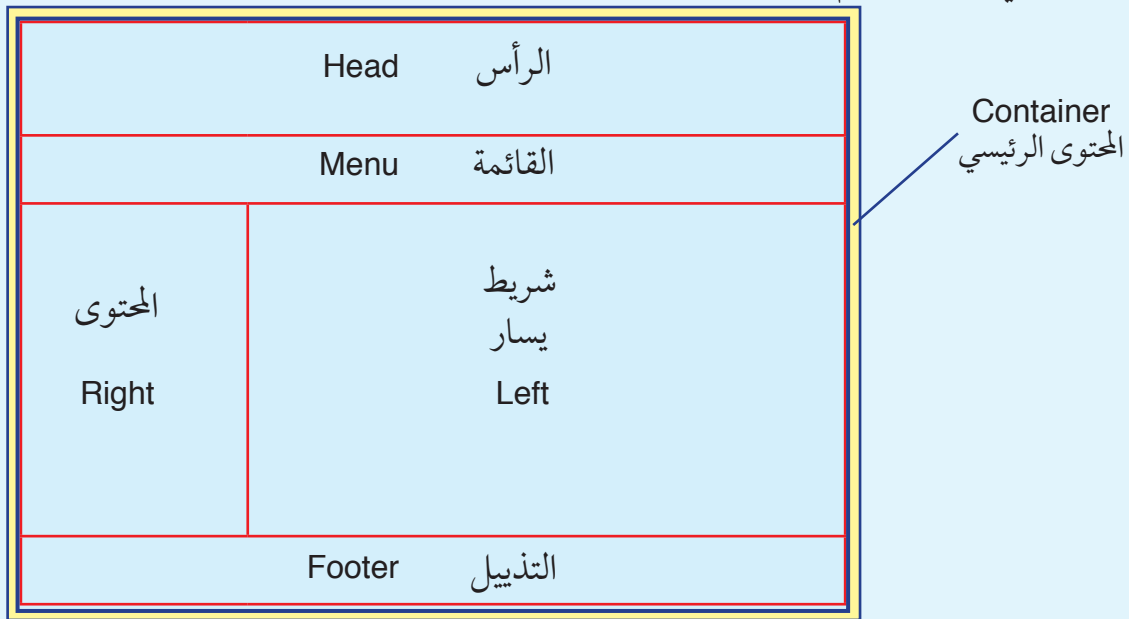 الرأس Head
Container
المحتوى الرئيسي
القائمة Menu
شريط
يسار
Left
المحتوى
Right
التذييل Footer